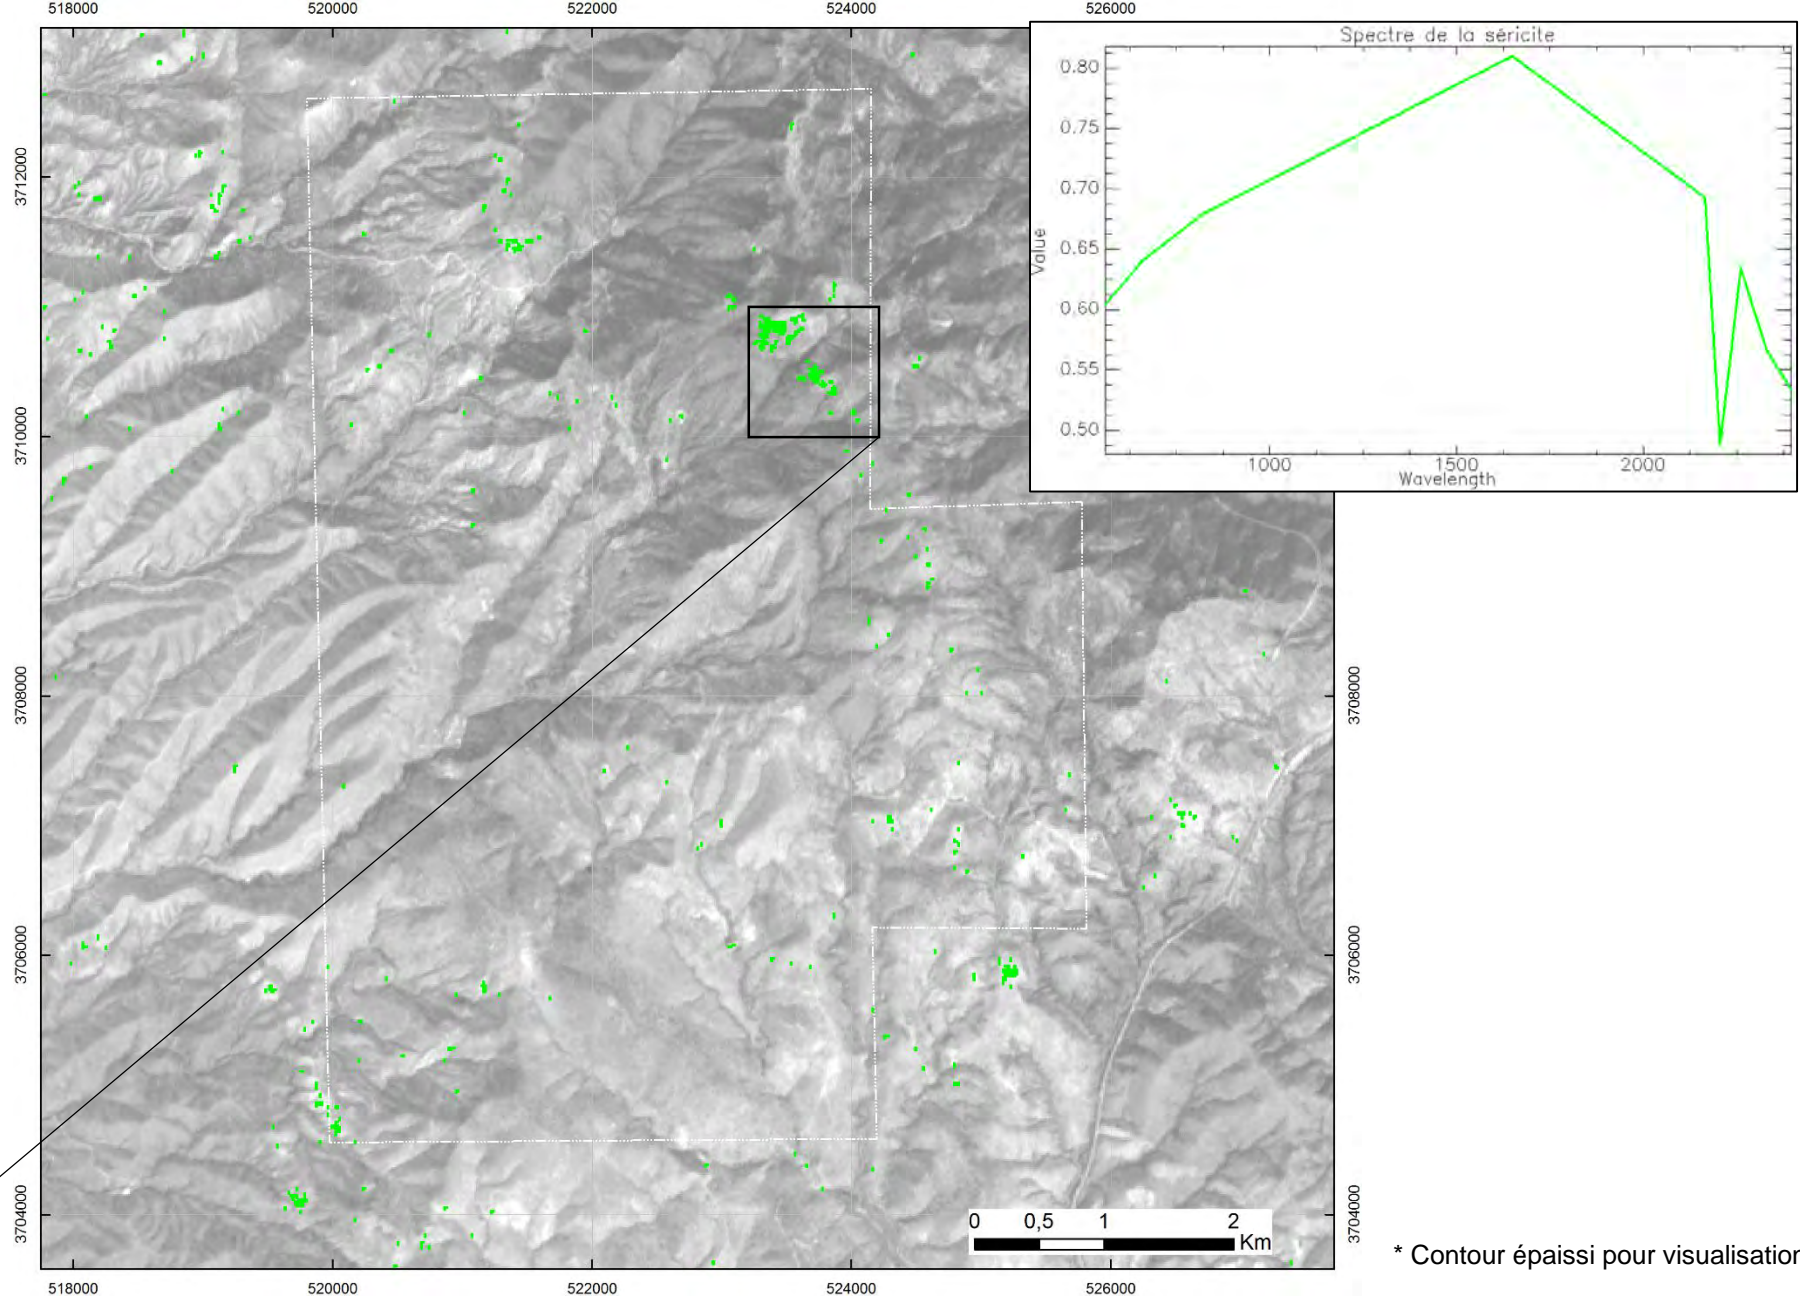 518000 520000 522000 524000 526000
Spectre de la séricite
0.80
0.75
0.70
0.65
0.60
0.55
0.50
Value
1000 1500 2000
Wavelength
3712000
3710000
3708000 3708000
3706000 3706000
3704000 3704000
0 0,5 1 2
Km
* Contour épaissi pour visualisation
518000 520000 522000 524000 526000